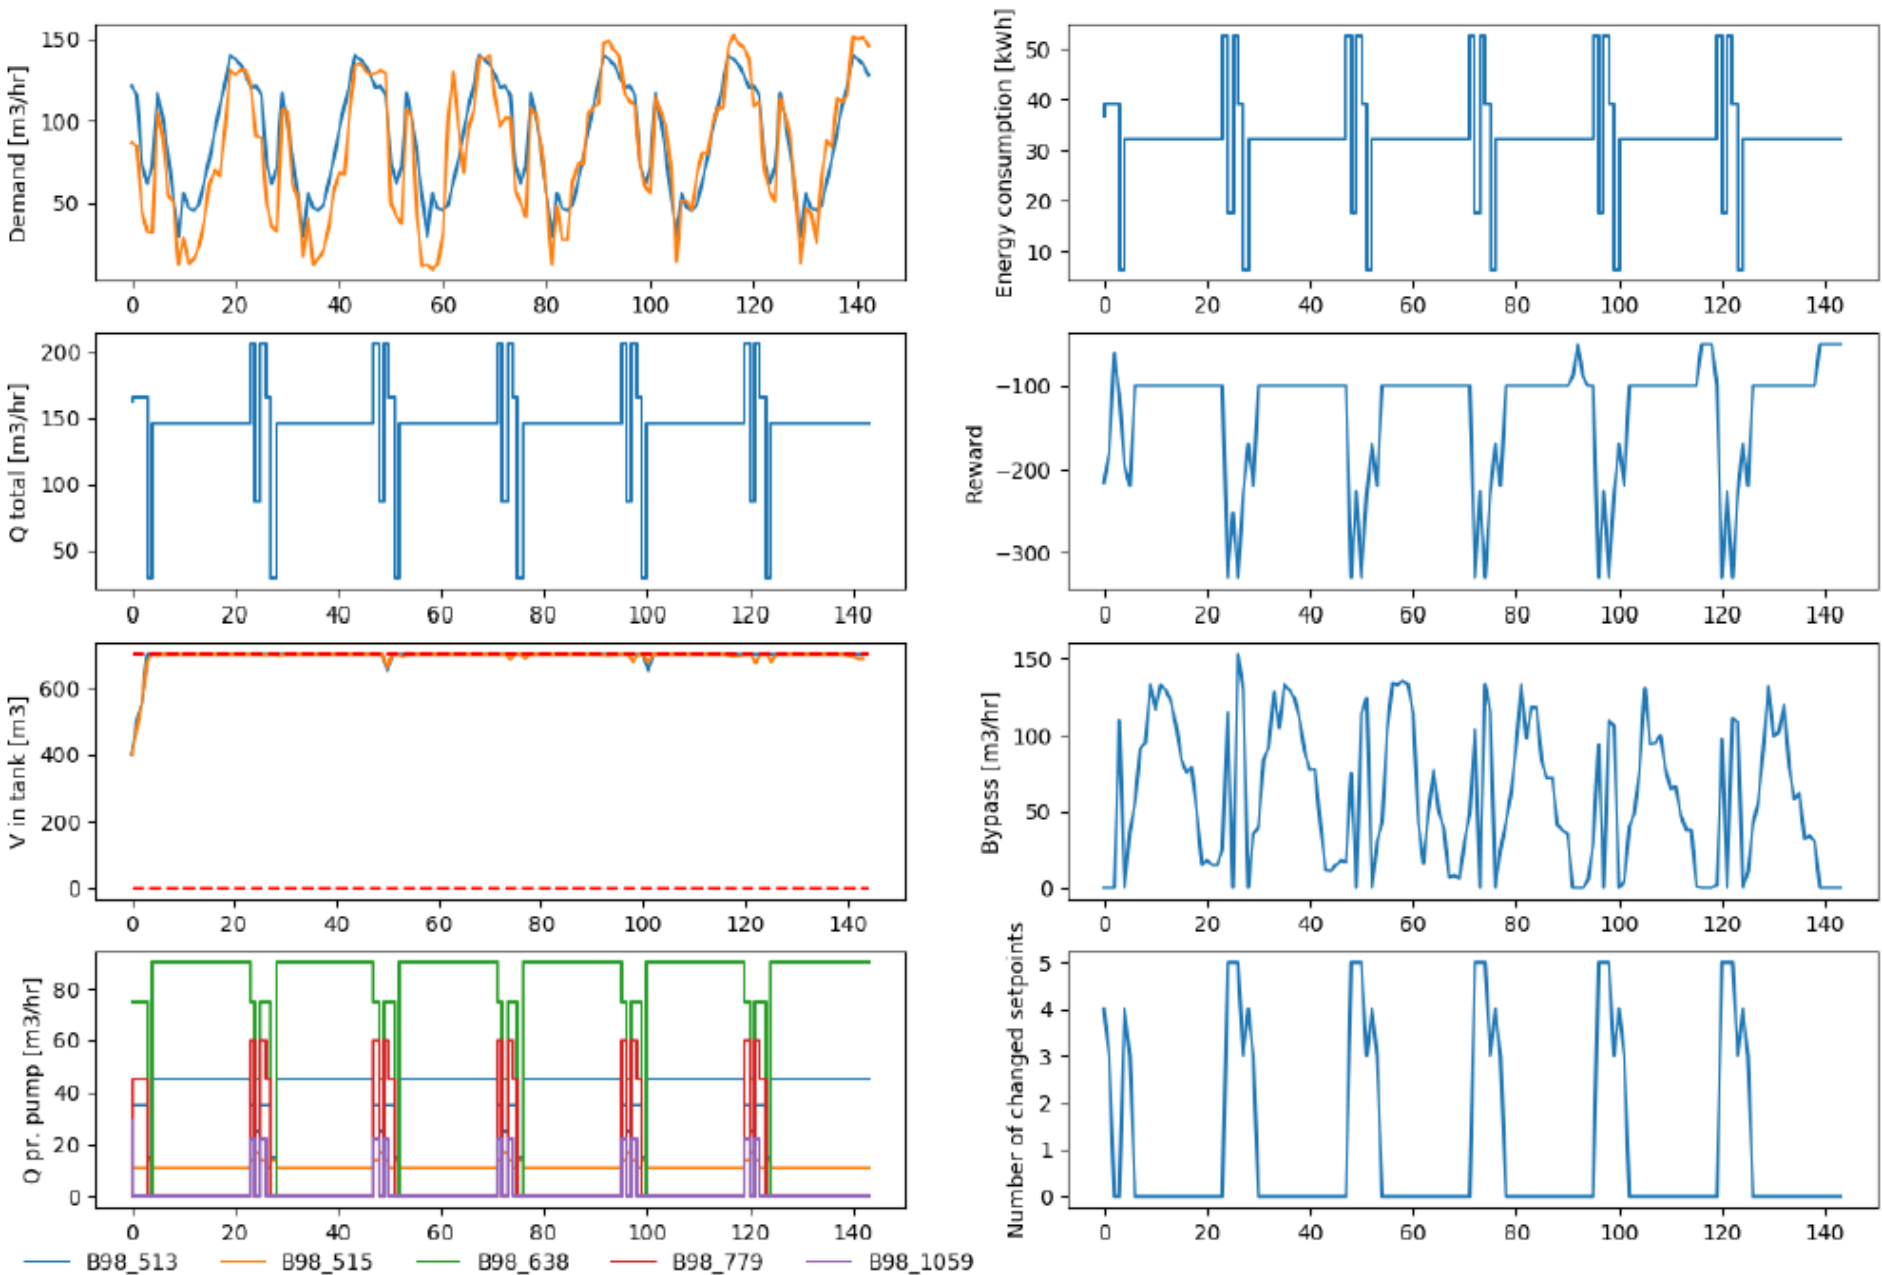 Demand [m3/hr]
150
100
50
0 20 40 60 80 100 120 140
Energy consumption [kWh]
50
40
30
20
10
0 20 40 60 80 100 120 140
Q total [m3/hr]
200
150
100
50
0 20 40 60 80 100 120 140
Reward
−100
−200
−300
0 20 40 60 80 100 120 140
V in tank [m3]
600
400
200
0
0 20 40 60 80 100 120 140
Bypass [m3/hr]
150
100
50
0
0 20 40 60 80 100 120 140
Q pr. pump [m3/hr]
80
60
40
20
0
0 20 40 60 80 100 120 140
Number of changed setpoints
5
4
3
2
1
0
0 20 40 60 80 100 120 140
B98_513 B98_515 B98_638 B98_779 B98_1059